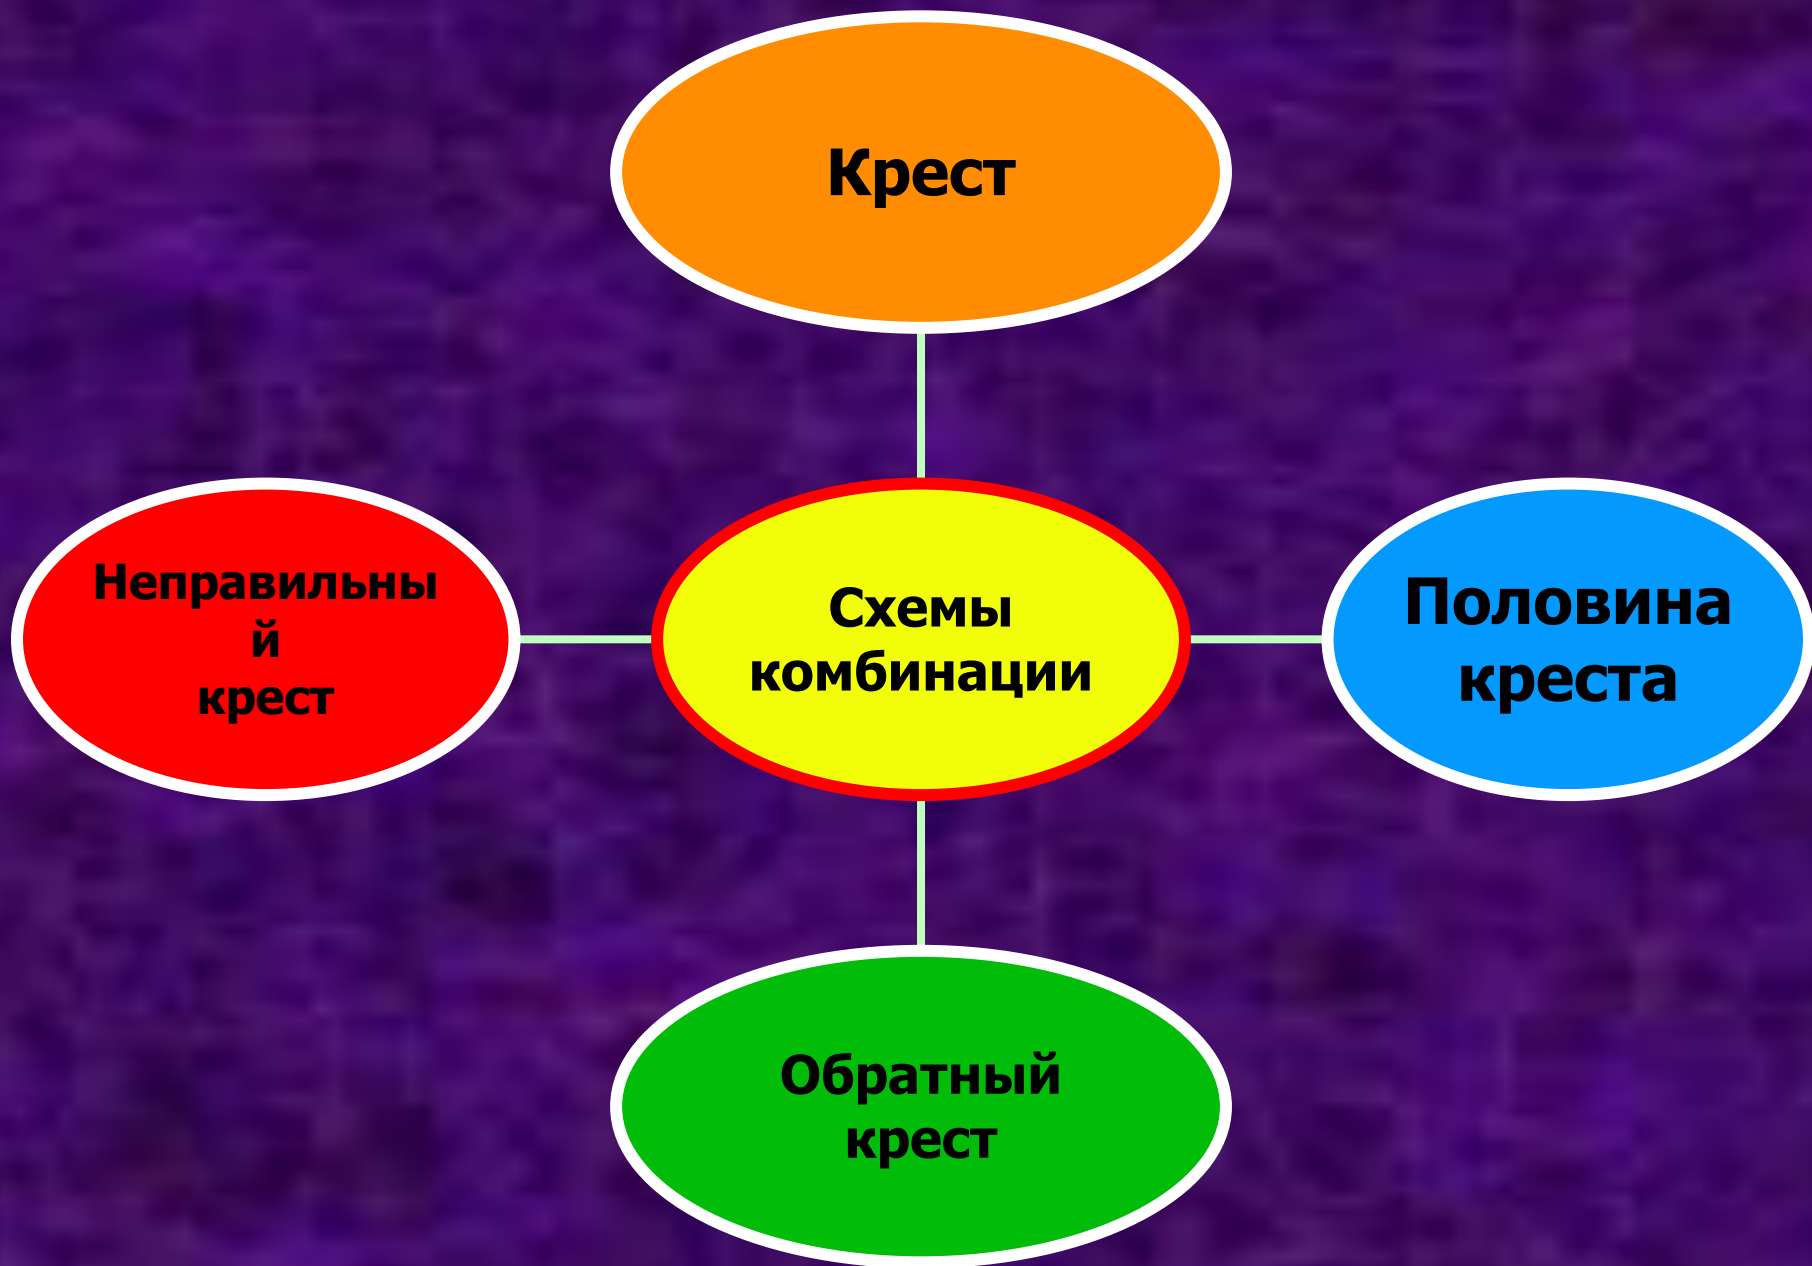 Крест
Неправильны
й
крест
Схемы
комбинации
Половина
креста
Обратный
крест